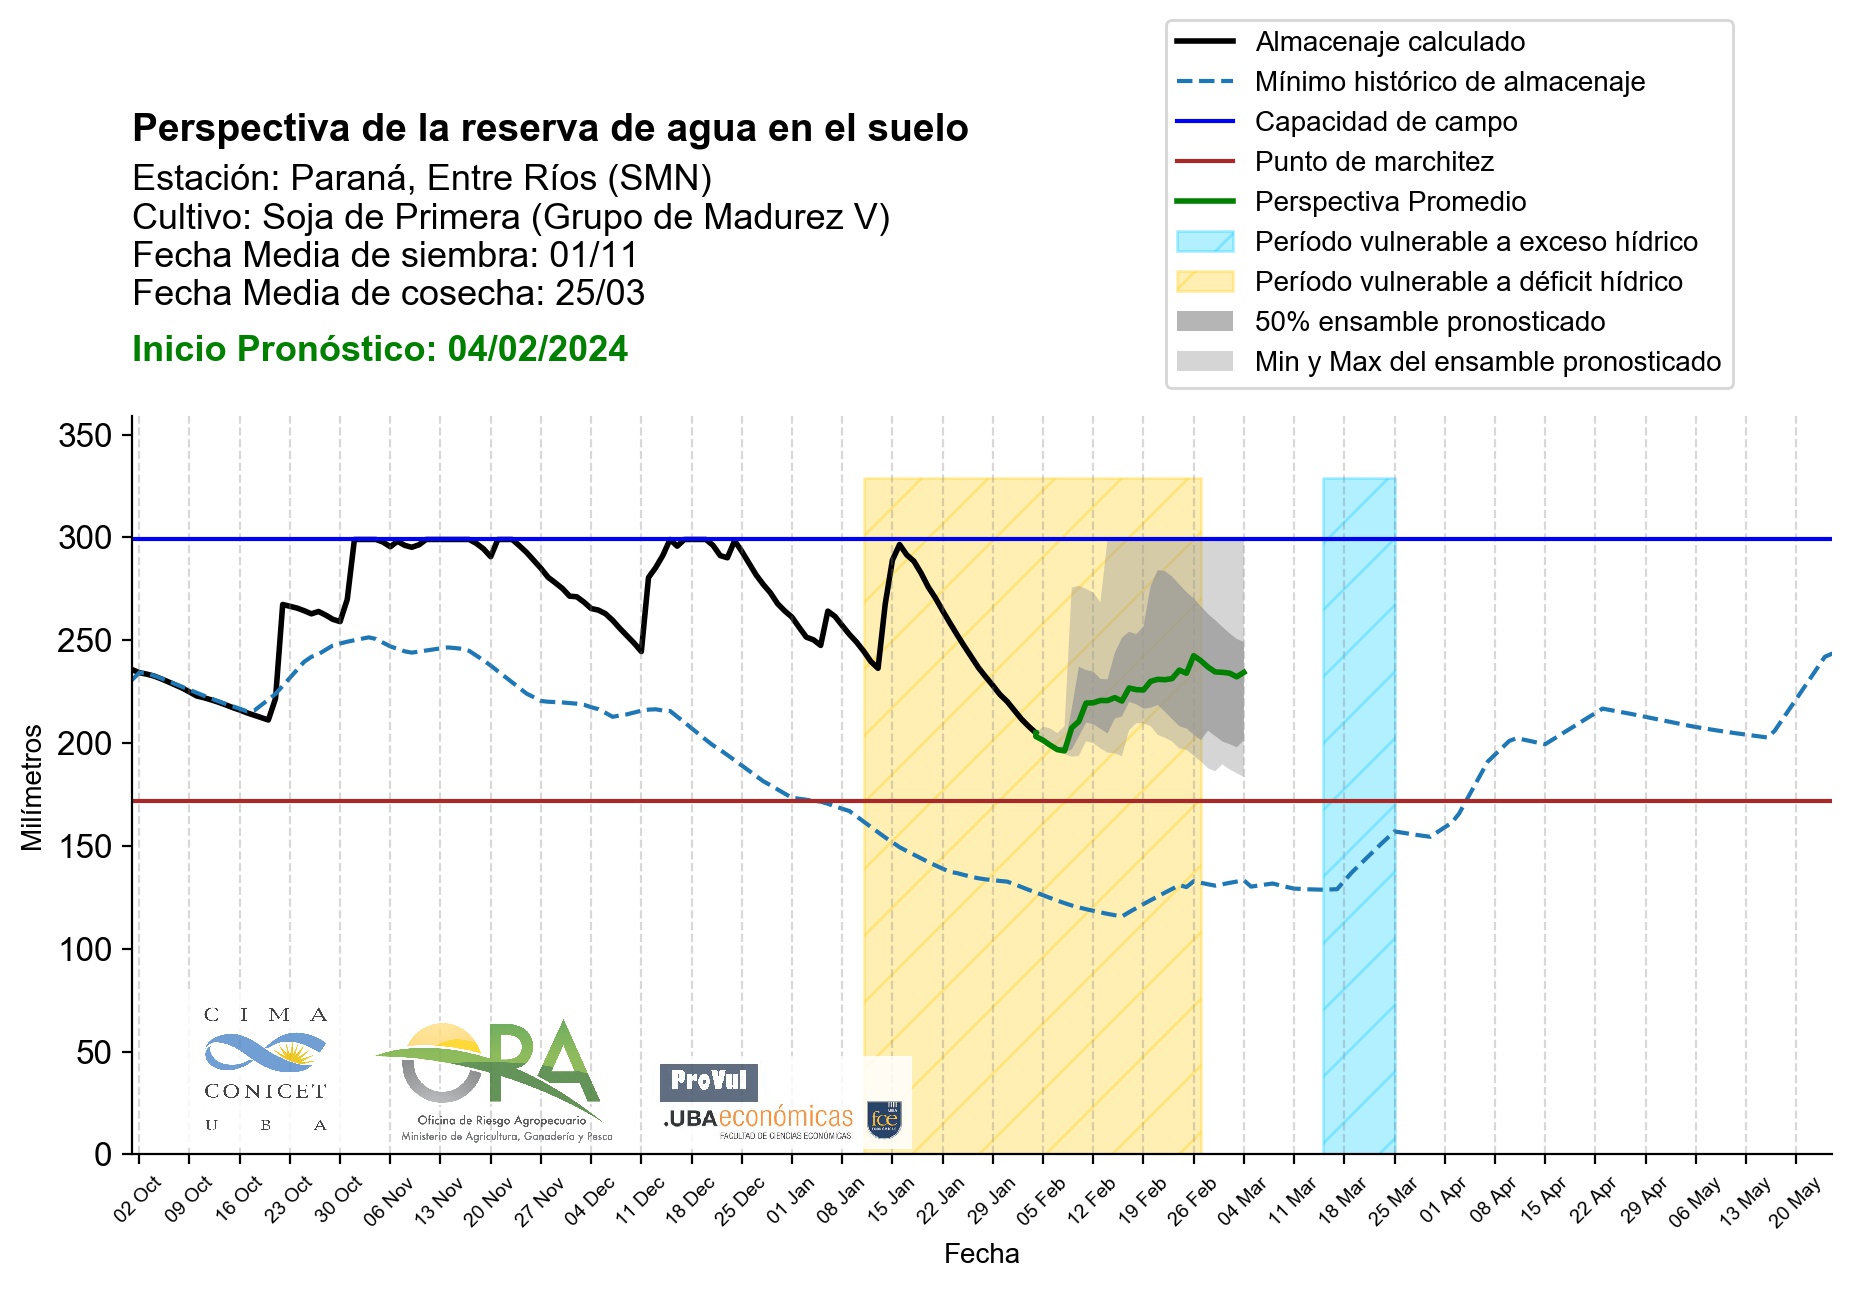 Almacenaje calculado
Mínimo histórico de almacenaje
Capacidad de campo
Punto de marchitez
Perspectiva Promedio
Período vulnerable a exceso hídrico
Período vulnerable a déficit hídrico
50% ensamble pronosticado
Min y Max del ensamble pronosticado
Perspectiva de la reserva de agua en el suelo
Estación: Paraná, Entre Ríos (SMN)
Cultivo: Soja de Primera (Grupo de Madurez V)
Fecha Media de siembra: 01/11
Fecha Media de cosecha: 25/03
Inicio Pronóstico: 04/02/2024
350
300
250
200
150
100
50
0
Milímetros
CIMA
CONICET
UBA
ORA
Oficina de Riesgo Agropecuario
Ministerio de Agricultura, Ganadería y Pesca
ProVul
.UBAeconómicas
FACULTAD DE CIENCIAS ECONÓMICAS
UBA
fce
ECONÓMICAS
02 Oct
09 Oct
16 Oct
23 Oct
30 Oct
06 Nov
13 Nov
20 Nov
27 Nov
04 Dec
11 Dec
18 Dec
25 Dec
01 Jan
08 Jan
15 Jan
22 Jan
29 Jan
05 Feb
12 Feb
19 Feb
26 Feb
04 Mar
11 Mar
18 Mar
25 Mar
01 Apr
08 Apr
15 Apr
22 Apr
29 Apr
06 May
13 May
20 May
Fecha